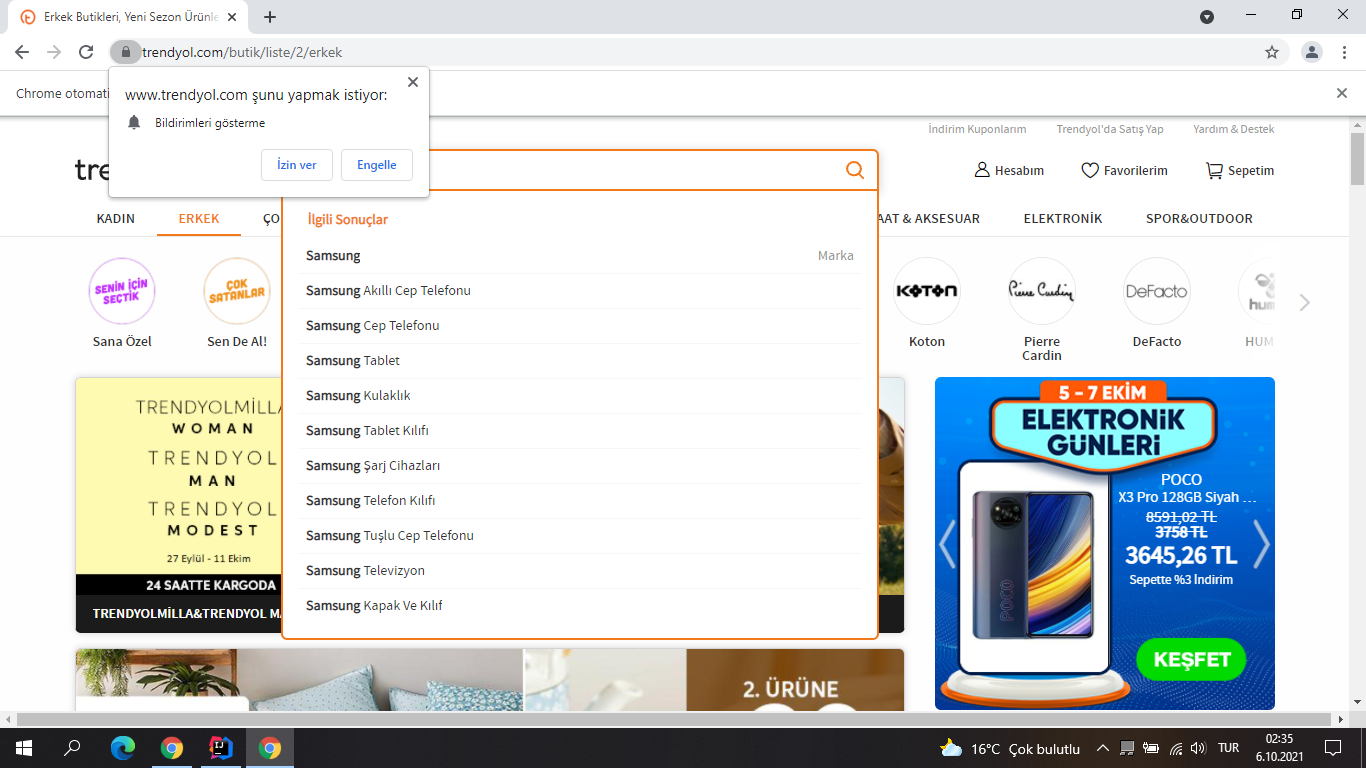 Erkek Butikleri, Yeni Sezon Ürünle
trendyol.com/butik/liste/2/erkek
Chrome otomati
www.trendyol.com şunu yapmak istiyor:
Bildirimleri gösterme
İzin ver
Engelle
İndirim Kuponlarım
Trendyol'da Satış Yap
Yardım & Destek
tre
Hesabım
Favorilerim
Sepetim
KADIN
ERKEK
ÇO
AAT & AKSESUAR
ELEKTRONİK
SPOR&OUTDOOR
İlgili Sonuçlar
Samsung
Marka
Samsung Akıllı Cep Telefonu
Samsung Cep Telefonu
Samsung Tablet
Samsung Kulaklık
Samsung Tablet Kılıfı
Samsung Şarj Cihazları
Samsung Telefon Kılıfı
Samsung Tuşlu Cep Telefonu
Samsung Televizyon
Samsung Kapak Ve Kılıf
SENİN İÇİN
SEÇTİK
Sana Özel
ÇOK
SATANLAR
Sen De Al!
KOTON
Koton
Pierre Cardin
Pierre
Cardin
DeFacto
DeFacto
hum
HUM
TRENDYOLMİLLA
WOMAN
TRENDYOL
MAN
TRENDYOL
MODEST
27 Eylül - 11 Ekim
24 SAATTE KARGODA
TRENDYOLMİLLA&TRENDYOL MA
5 - 7 EKİM
ELEKTRONİK
GÜNLERİ
POCO
X3 Pro 128GB Siyah ...
8591,02 TL
3758 TL
3645,26 TL
Sepette %3 İndirim
KEŞFET
POCO
2. ÜRÜNE
16°C Çok bulutlu
TUR
02:35
6.10.2021